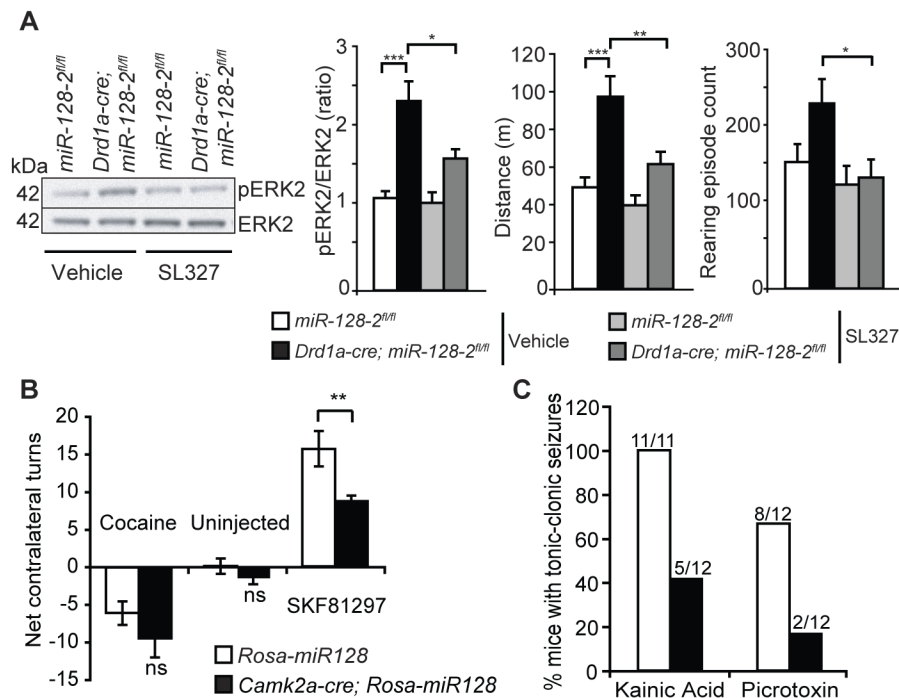 A
miR-128-2fl/fl
Drd1a-cre;
miR-128-2fl/fl
miR-128-2fl/fl
Drd1a-cre;
miR-128-2fl/fl
kDa
42
pERK2
42
ERK2
Vehicle
SL327
pERK2/ERK2 (ratio)
3
2
1
0
***
*
Distance (m)
120
100
80
60
40
20
0
***
**
Rearing episode count
300
200
100
0
*
miR-128-2fl/fl
Drd1a-cre; miR-128-2fl/fl
Vehicle
miR-128-2fl/fl
Drd1a-cre; miR-128-2fl/fl
SL327
B
Net contralateral turns
20
15
10
5
0
-5
-10
-15
Cocaine
Uninjected
**
ns
ns
SKF81297
Rosa-miR128
Camk2a-cre; Rosa-miR128
C
% mice with tonic-clonic seizures
120
100
80
60
40
20
0
11/11
5/12
8/12
2/12
Kainic Acid
Picrotoxin